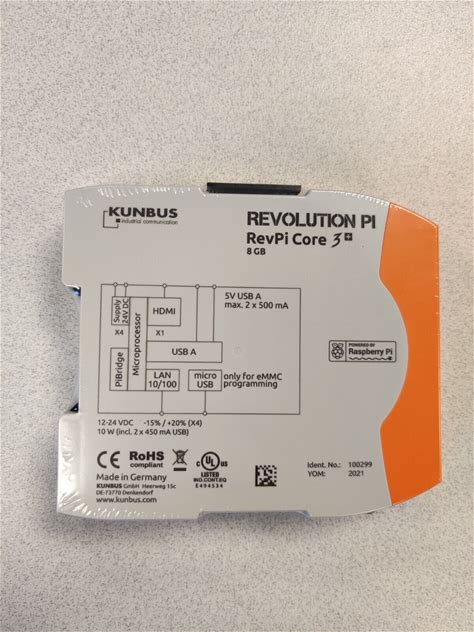 KUNBUS
industrial communication
REVOLUTION PI
RevPi Core 3+
8 GB
Supply
24V DC
HDMI
5V USB A
max. 2 x 500 mA
X4
Microprocessor
X1
USB A
PiBridge
LAN
10/100
micro
USB
only for eMMC
programming
POWERED BY
Raspberry Pi
12-24 VDC -15% / +20% (X4)
10 W (incl. 2 x 450 mA USB)
CE
RoHS
compliant
c UL us
LISTED
IND.CONT.EQ
E494534
Ident. No.: 100299
YOM: 2021
Made in Germany
KUNBUS GmbH Heerweg 15c
DE-73770 Denkendorf
www.kunbus.com